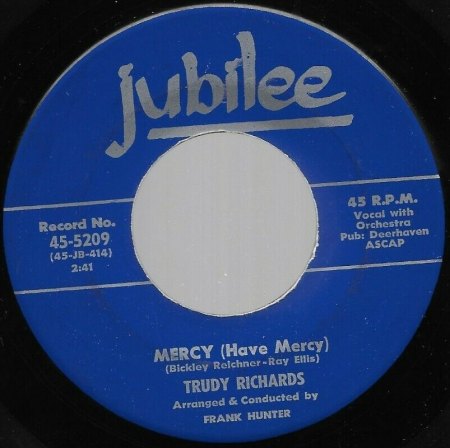 jubilee
Record No.
45-5209
(45-JB-414)
2:41
45 R.P.M.
Vocal with
Orchestra
Pub: Deerhaven
ASCAP
MERCY (Have Mercy)
(Bickley Reichner-Ray Ellis)
TRUDY RICHARDS
Arranged & Conducted by
FRANK HUNTER